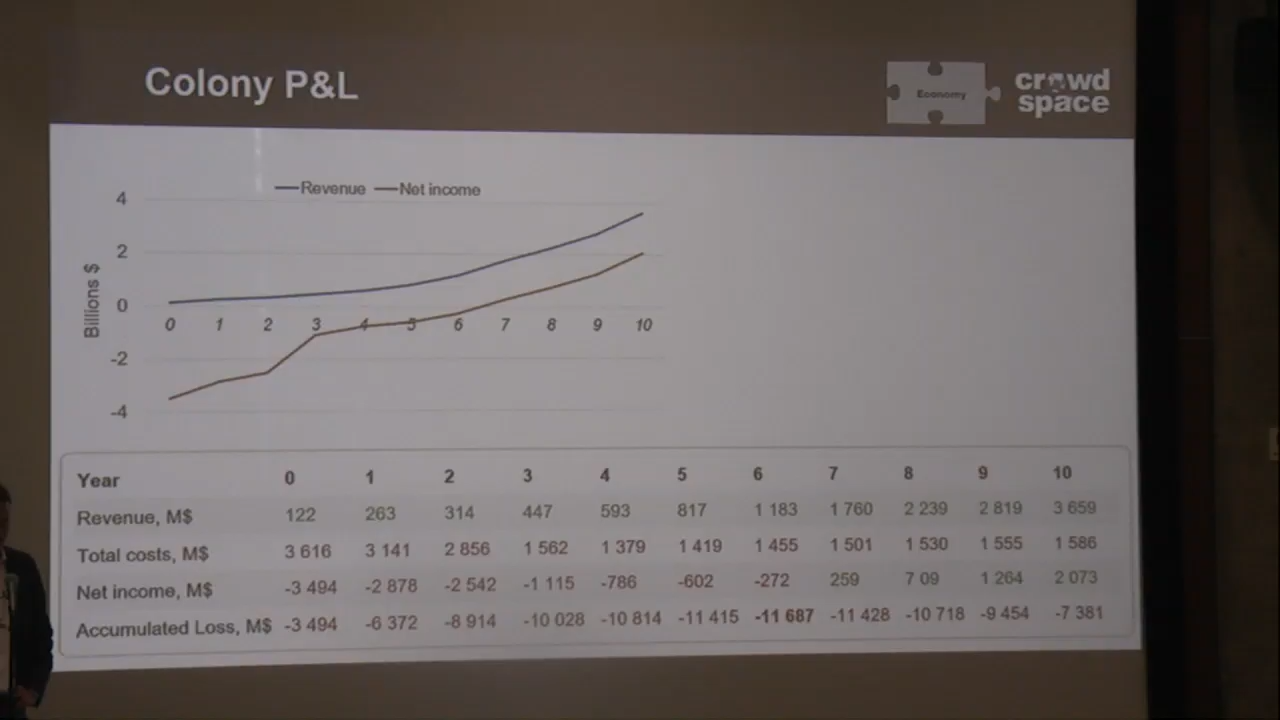 Colony P&L
Economy
crowd
space
Revenue Net income
Billions $
4
2
0
-2
-4
0 1 2 3 4 5 6 7 8 9 10
Year 0 1 2 3 4 5 6 7 8 9 10
Revenue, M$ 122 263 314 447 593 817 1 183 1 760 2 239 2 819 3 659
Total costs, M$ 3 616 3 141 2 856 1 562 1 379 1 419 1 455 1 501 1 530 1 555 1 586
Net income, M$ -3 494 -2 878 -2 542 -1 115 -786 -602 -272 259 7 09 1 264 2 073
Accumulated Loss, M$ -3 494 -6 372 -8 914 -10 028 -10 814 -11 415 -11 687 -11 428 -10 718 -9 454 -7 381